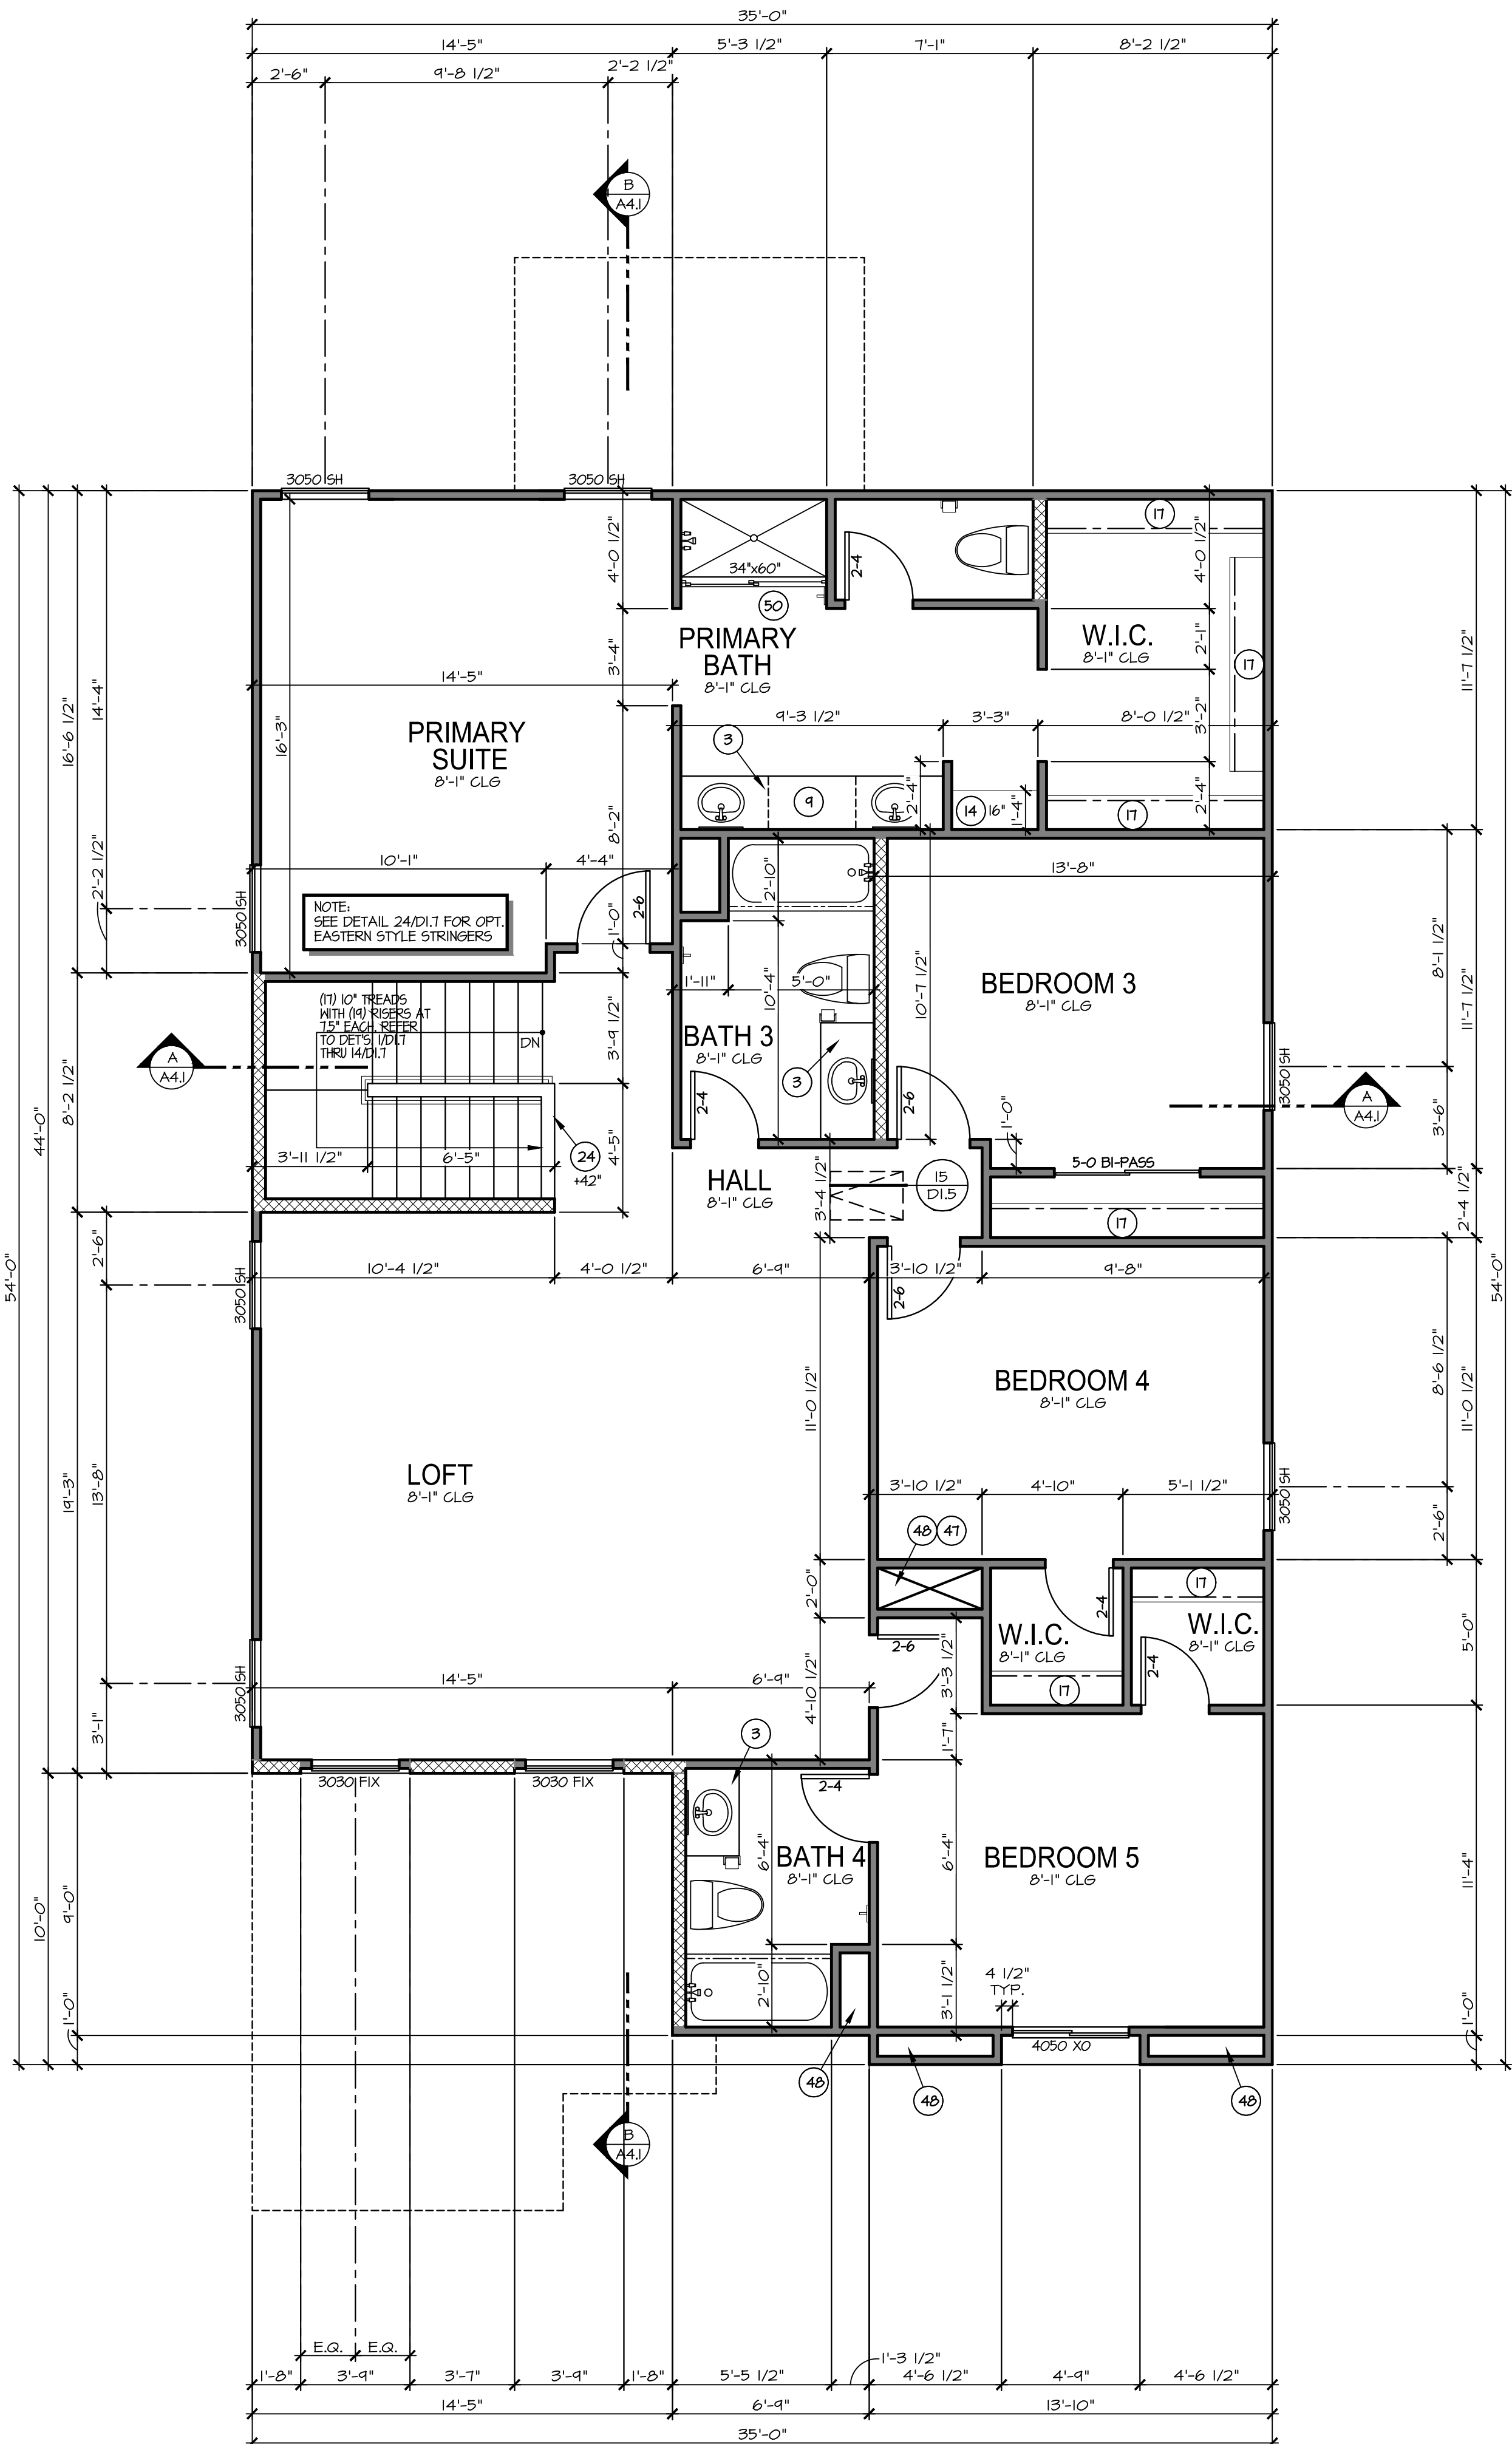 35'-0"
14'-5"
5'-3 1/2"
7'-1"
8'-2 1/2"
2'-6"
9'-8 1/2"
2'-2 1/2"
B
A4.1
3050 SH
3050 SH
17
4'-0 1/2"
4'-0 1/2"
2-4
34"x60"
50
PRIMARY
BATH
8'-1" CLG
W.I.C.
8'-1" CLG
2'-1"
17
3'-4"
14'-5"
11'-7 1/2"
14'-4"
16'-6 1/2"
16'-3"
PRIMARY
SUITE
8'-1" CLG
9'-3 1/2"
3'-3"
8'-0 1/2"
3'-2"
3
9
2'-4"
14
16"
1'-4"
17
2'-4"
8'-2"
10'-1"
4'-4"
2'-10"
13'-8"
2'-2 1/2"
3050 SH
NOTE:
SEE DETAIL 24/D1.7 FOR OPT.
EASTERN STYLE STRINGERS
2-6
1'-0"
1'-11"
10'-4"
5'-0"
10'-7 1/2"
BEDROOM 3
8'-1" CLG
8'-1 1/2"
11'-7 1/2"
(17) 10" TREADS
WITH (19) RISERS AT
7.5" EACH. REFER
TO DET'S. 1/D1.7
THRU 14/D1.7
DN
3'-9 1/2"
BATH 3
8'-1" CLG
3
A
A4.1
3050 SH
A
A4.1
2-4
2-6
1'-0"
3'-6"
44'-0"
8'-2 1/2"
3'-11 1/2"
6'-5"
24
+42"
4'-5"
HALL
8'-1" CLG
3'-4 1/2"
15
D1.5
5-0 BI-PASS
17
2'-4 1/2"
54'-0"
54'-0"
2'-6"
3050 SH
10'-4 1/2"
4'-0 1/2"
6'-9"
3'-10 1/2"
9'-8"
2-6
11'-0 1/2"
BEDROOM 4
8'-1" CLG
8'-6 1/2"
11'-0 1/2"
LOFT
8'-1" CLG
19'-3"
13'-8"
3'-10 1/2"
4'-10"
5'-1 1/2"
3050 SH
2'-6"
48
47
2'-0"
2-4
17
W.I.C.
8'-1" CLG
W.I.C.
8'-1" CLG
5'-0"
2-6
3'-3 1/2"
2-4
17
3050 SH
14'-5"
6'-9"
4'-10 1/2"
3'-1"
1'-7"
3
3030 FIX
3030 FIX
2-4
6'-4"
BATH 4
8'-1" CLG
6'-4"
BEDROOM 5
8'-1" CLG
11'-4"
10'-0"
9'-0"
2'-10"
3'-1 1/2"
4 1/2"
TYP.
1'-0"
1'-0"
4050 XO
48
48
48
B
A4.1
E.Q.
E.Q.
1'-3 1/2"
1'-8"
3'-9"
3'-7"
3'-9"
1'-8"
5'-5 1/2"
4'-6 1/2"
4'-9"
4'-6 1/2"
14'-5"
6'-9"
13'-10"
35'-0"